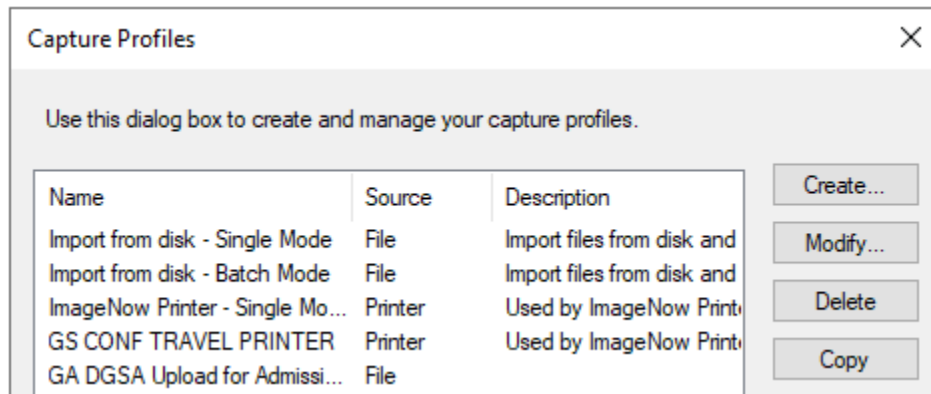 Capture Profiles
Use this dialog box to create and manage your capture profiles.
Name Source Description
Create...
Import from disk - Single Mode File Import files from disk and
Modify...
Import from disk - Batch Mode File Import files from disk and
ImageNow Printer - Single Mo... Printer Used by ImageNow Print
Delete
GS CONF TRAVEL PRINTER Printer Used by ImageNow Print
Copy
GA DGSA Upload for Admissi... File